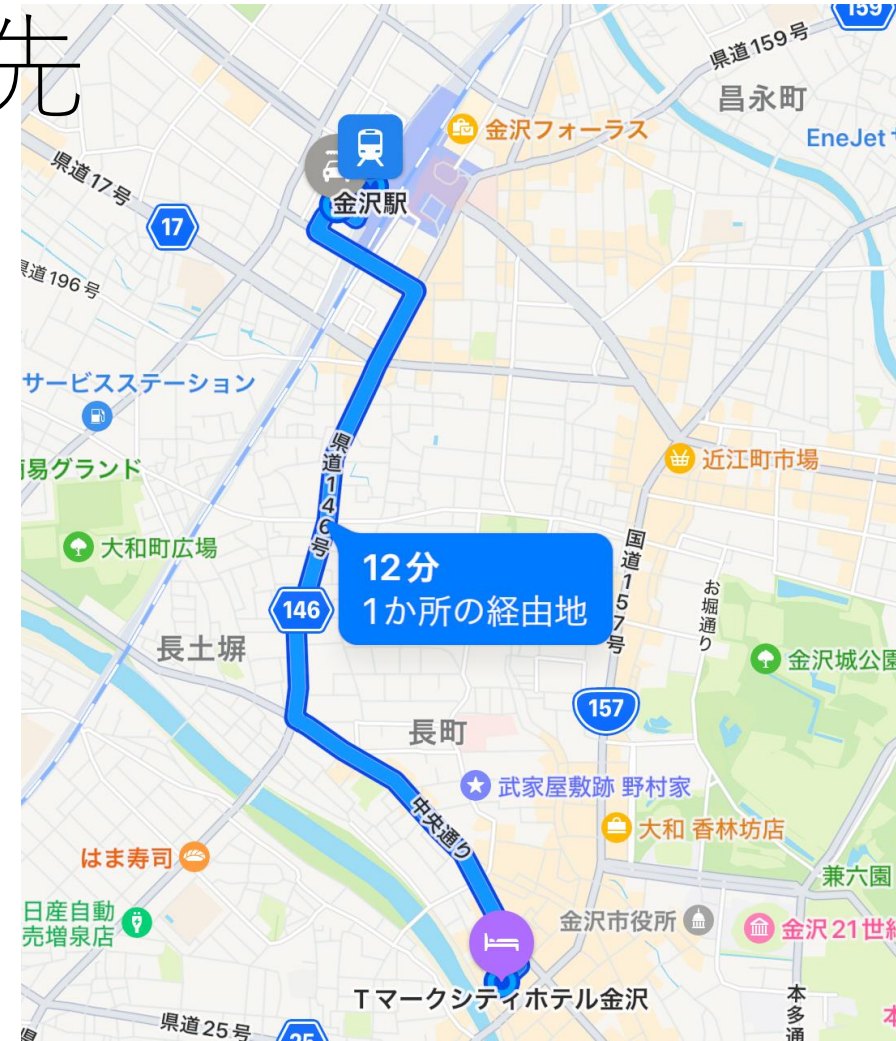 先
159
県道159号
昌永町
金沢フォーラス
EneJet
県道17号
金沢駅
17
県道196号
サービスステーション
易グランド
県道146号
近江町市場
大和町広場
12分
1か所の経由地
国道157号
お堀通り
146
長土塀
金沢城公園
157
長町
武家屋敷跡 野村家
大和 香林坊店
中央通り
はま寿司
兼六園
日産自動
売増泉店
金沢市役所
金沢21世紀
Tマークシティホテル金沢
本多通
県道25号
25